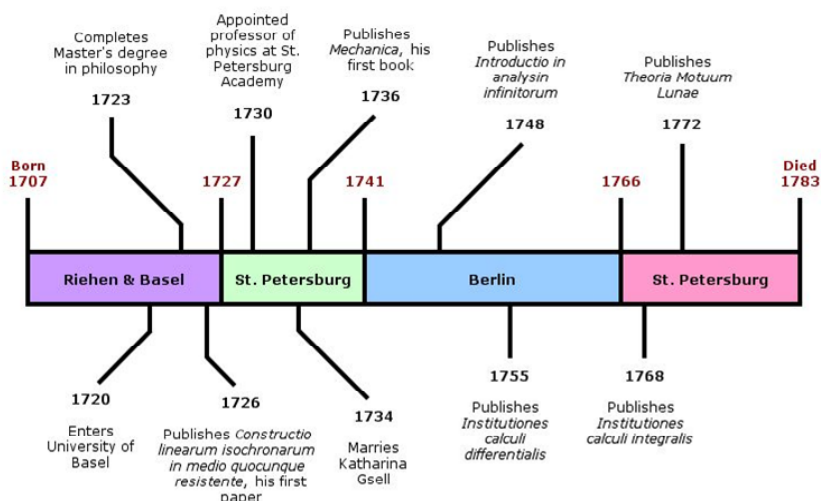 Completes
Master's degree
in philosophy
1723
Appointed
professor of
physics at St.
Petersburg
Academy
1730
Publishes
Mechanica, his
first book
1736
Publishes
Introductio in
analysin
infinitorum
1748
Publishes
Theoria Motuum
Lunae
1772
Born
1707
1727
1741
1766
Died
1783
Riehen & Basel
St. Petersburg
Berlin
St. Petersburg
1720
Enters
University of
Basel
1726
Publishes Constructio
linearum isochronarum
in medio quocunque
resistente, his first
paper
1734
Marries
Katharina
Gsell
1755
Publishes
Institutiones
calculi
differentialis
1768
Publishes
Institutiones
calculi integralis